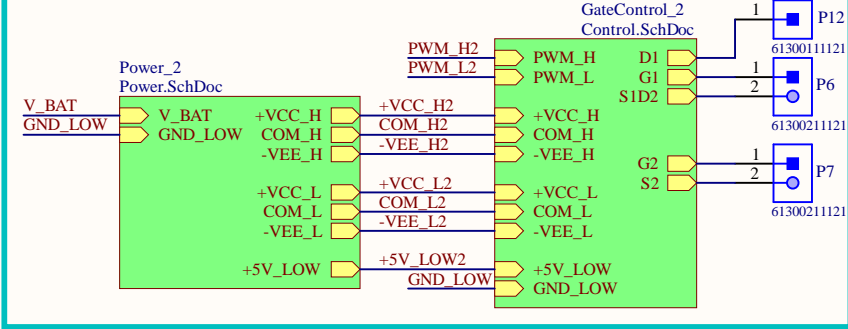 GateControl_2
Control.SchDoc
1
P12
61300111121
PWM_H2
PWM_L2
PWM_H
PWM_L
D1
G1
S1D2
1
2
P6
61300211121
Power_2
Power.SchDoc
V_BAT
GND_LOW
V_BAT
GND_LOW
+VCC_H
COM_H
-VEE_H
+VCC_H2
COM_H2
-VEE_H2
+VCC_H
COM_H
-VEE_H
G2
S2
1
2
P7
61300211121
+VCC_L
COM_L
-VEE_L
+VCC_L2
COM_L2
-VEE_L2
+VCC_L
COM_L
-VEE_L
+5V_LOW
+5V_LOW2
GND_LOW
+5V_LOW
GND_LOW